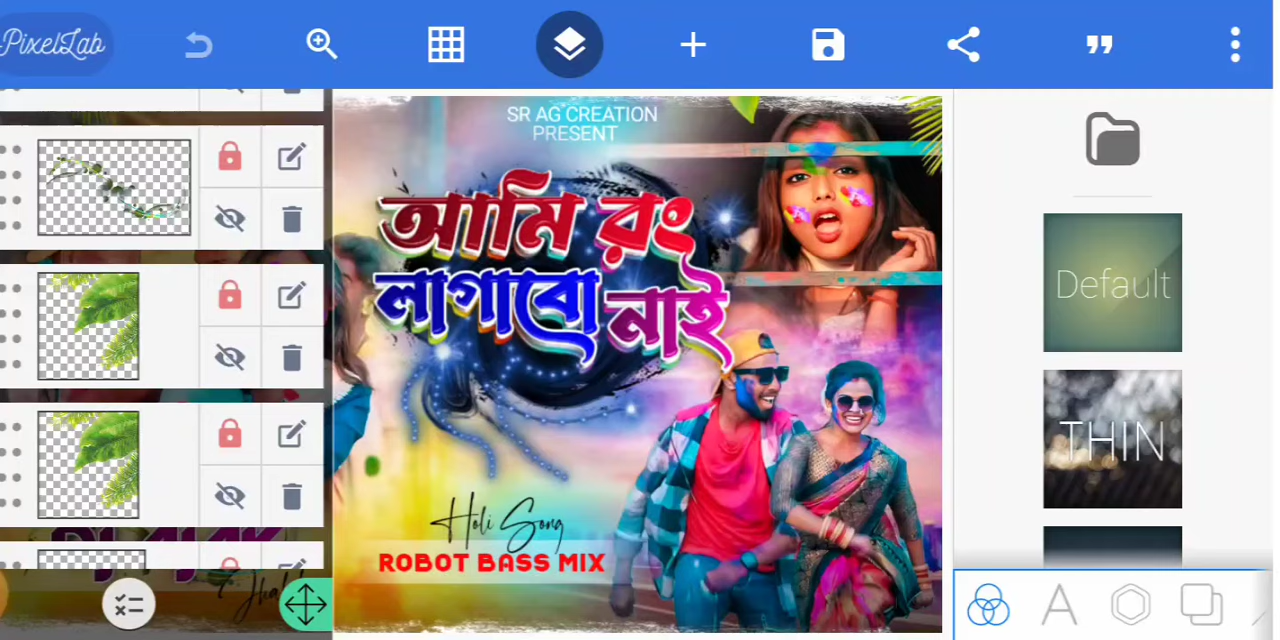 PixelLab
SR AG CREATION
PRESENT
আমি রং
লাগাবো নাই
Default
THIN
Holi Song
ROBOT BASS MIX